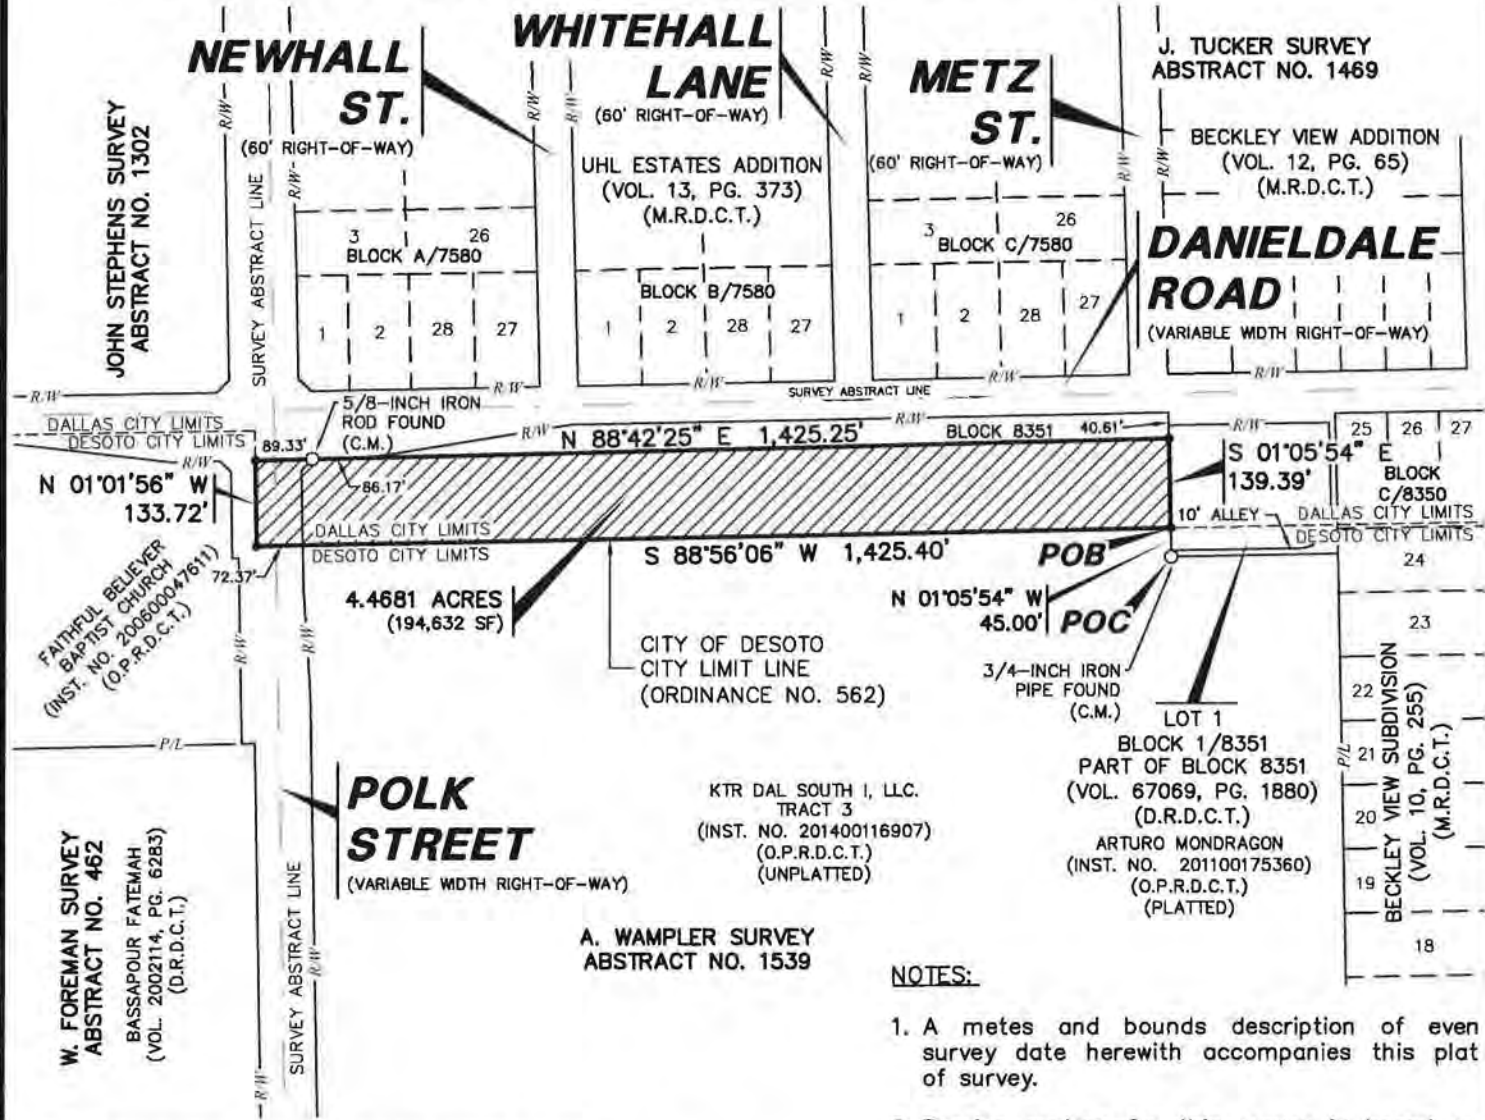 NEWHALL
ST.
(60' RIGHT-OF-WAY)
WHITEHALL
LANE
(60' RIGHT-OF-WAY)
METZ
ST.
(60' RIGHT-OF-WAY)
J. TUCKER SURVEY
ABSTRACT NO. 1469
BECKLEY VIEW ADDITION
(VOL. 12, PG. 65)
(M.R.D.C.T.)
JOHN STEPHENS SURVEY
ABSTRACT NO. 1302
SURVEY ABSTRACT LINE
R/W
R/W
R/W
R/W
R/W
R/W
R/W
R/W
R/W
R/W
UHL ESTATES ADDITION
(VOL. 13, PG. 373)
(M.R.D.C.T.)
3
26
BLOCK A/7580
1
2
28
27
BLOCK B/7580
1
2
28
27
3
26
BLOCK C/7580
1
2
28
27
DANIELDALE
ROAD
(VARIABLE WIDTH RIGHT-OF-WAY)
R/W
R/W
R/W
R/W
R/W
SURVEY ABSTRACT LINE
DALLAS CITY LIMITS
DESOTO CITY LIMITS
R/W
89.33'
5/8-INCH IRON
ROD FOUND
(C.M.)
R/W
R/W
N 88°42'25" E 1,425.25'
BLOCK 8351
40.61'
R/W
25
26
27
BLOCK
C/8350
N 01°01'56" W
133.72'
86.17'
S 01°05'54" E
139.39'
DALLAS CITY LIMITS
DESOTO CITY LIMITS
10' ALLEY
DALLAS CITY LIMITS
DESOTO CITY LIMITS
72.37'
S 88°56'06" W 1,425.40'
POB
POC
N 01°05'54" W
45.00'
4.4681 ACRES
(194,632 SF)
CITY OF DESOTO
CITY LIMIT LINE
(ORDINANCE NO. 562)
3/4-INCH IRON
PIPE FOUND
(C.M.)
FAITHFUL BELIEVER
BAPTIST CHURCH
(INST. NO. 200600047611)
(O.P.R.D.C.T.)
R/W
R/W
P/L
LOT 1
BLOCK 1/8351
PART OF BLOCK 8351
(VOL. 67069, PG. 1880)
(D.R.D.C.T.)
ARTURO MONDRAGON
(INST. NO. 201100175360)
(O.P.R.D.C.T.)
(PLATTED)
24
23
22
21
20
19
18
P/L
BECKLEY VIEW SUBDIVISION
(VOL. 10, PG. 255)
(M.R.D.C.T.)
POLK
STREET
(VARIABLE WIDTH RIGHT-OF-WAY)
KTR DAL SOUTH I, LLC.
TRACT 3
(INST. NO. 201400116907)
(O.P.R.D.C.T.)
(UNPLATTED)
A. WAMPLER SURVEY
ABSTRACT NO. 1539
W. FOREMAN SURVEY
ABSTRACT NO. 462
BASSAPOUR FATEMAH
(VOL. 2002114, PG. 6283)
(D.R.D.C.T.)
SURVEY ABSTRACT LINE
R/W
R/W
NOTES:
1. A metes and bounds description of even
survey date herewith accompanies this plat
of survey.